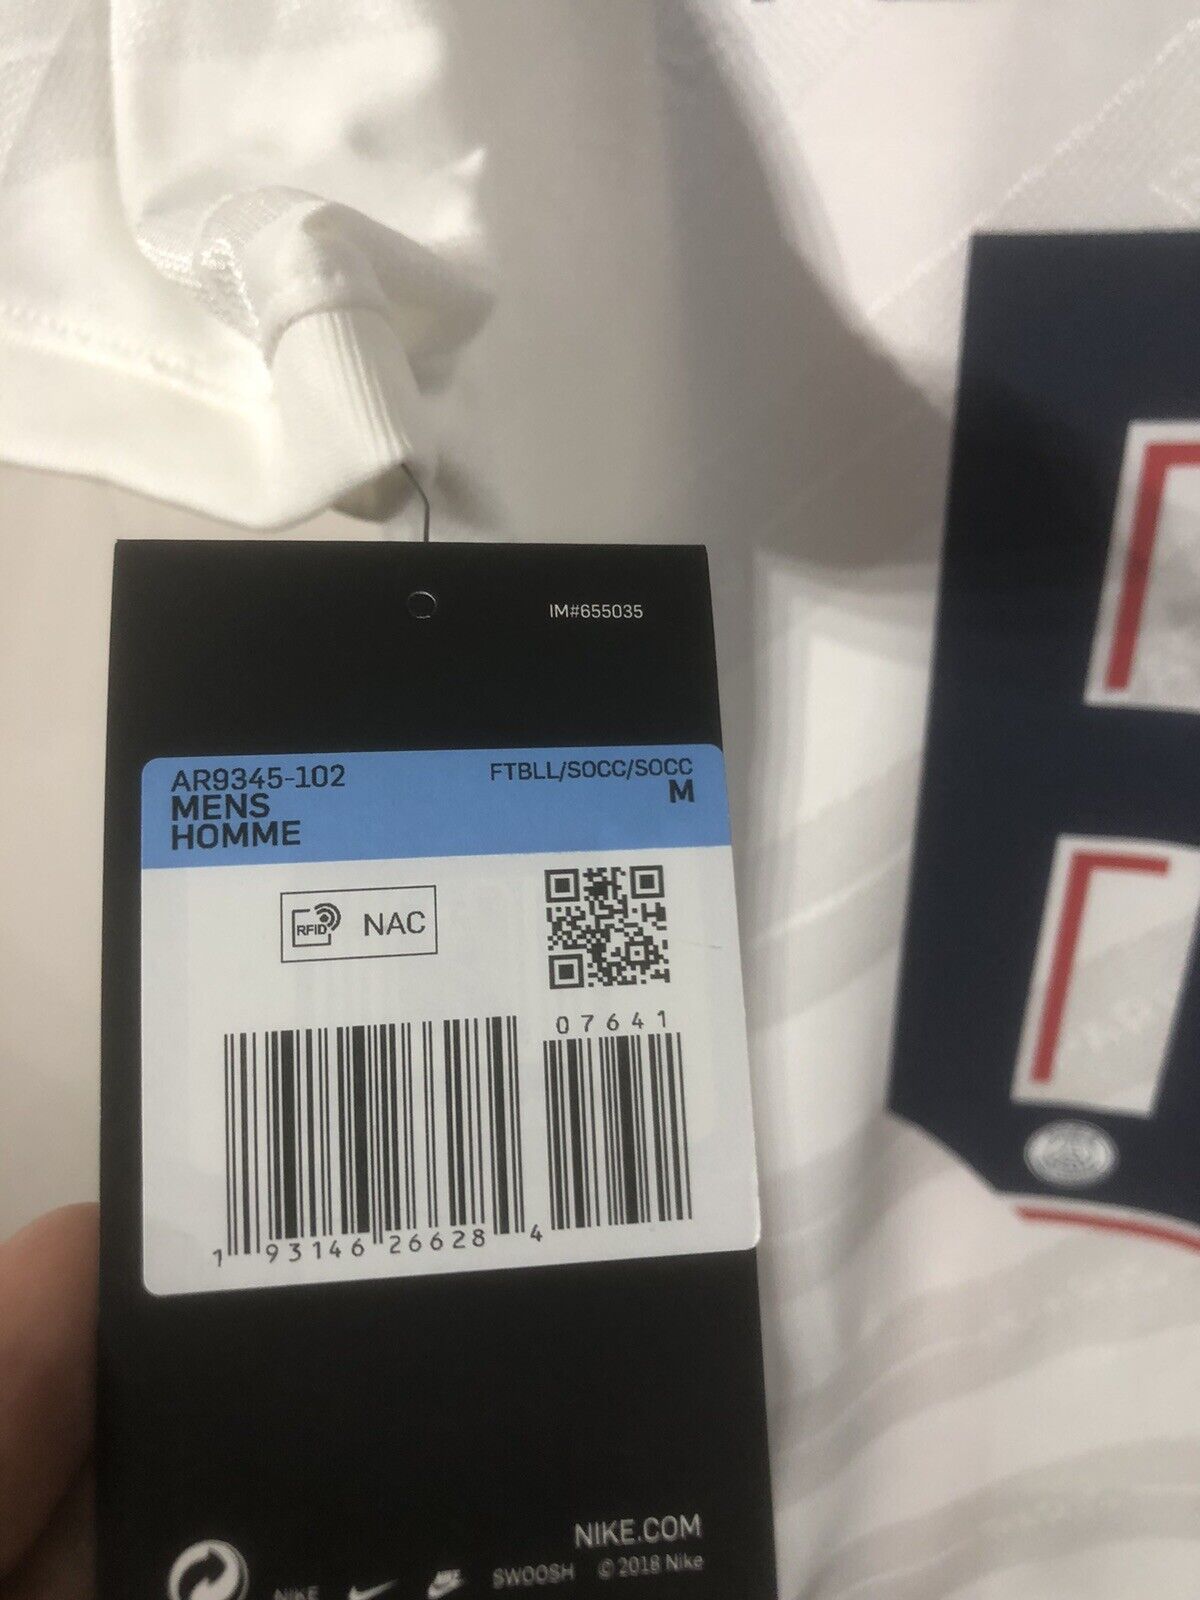 IM#655035
AR9345-102
FTBLL/SOCC/SOCC
MENS
M
HOMME
RFID
NAC
07641
1 93146 26628 4
NIKE.COM
NIKE
SWOOSH © 2018 Nike